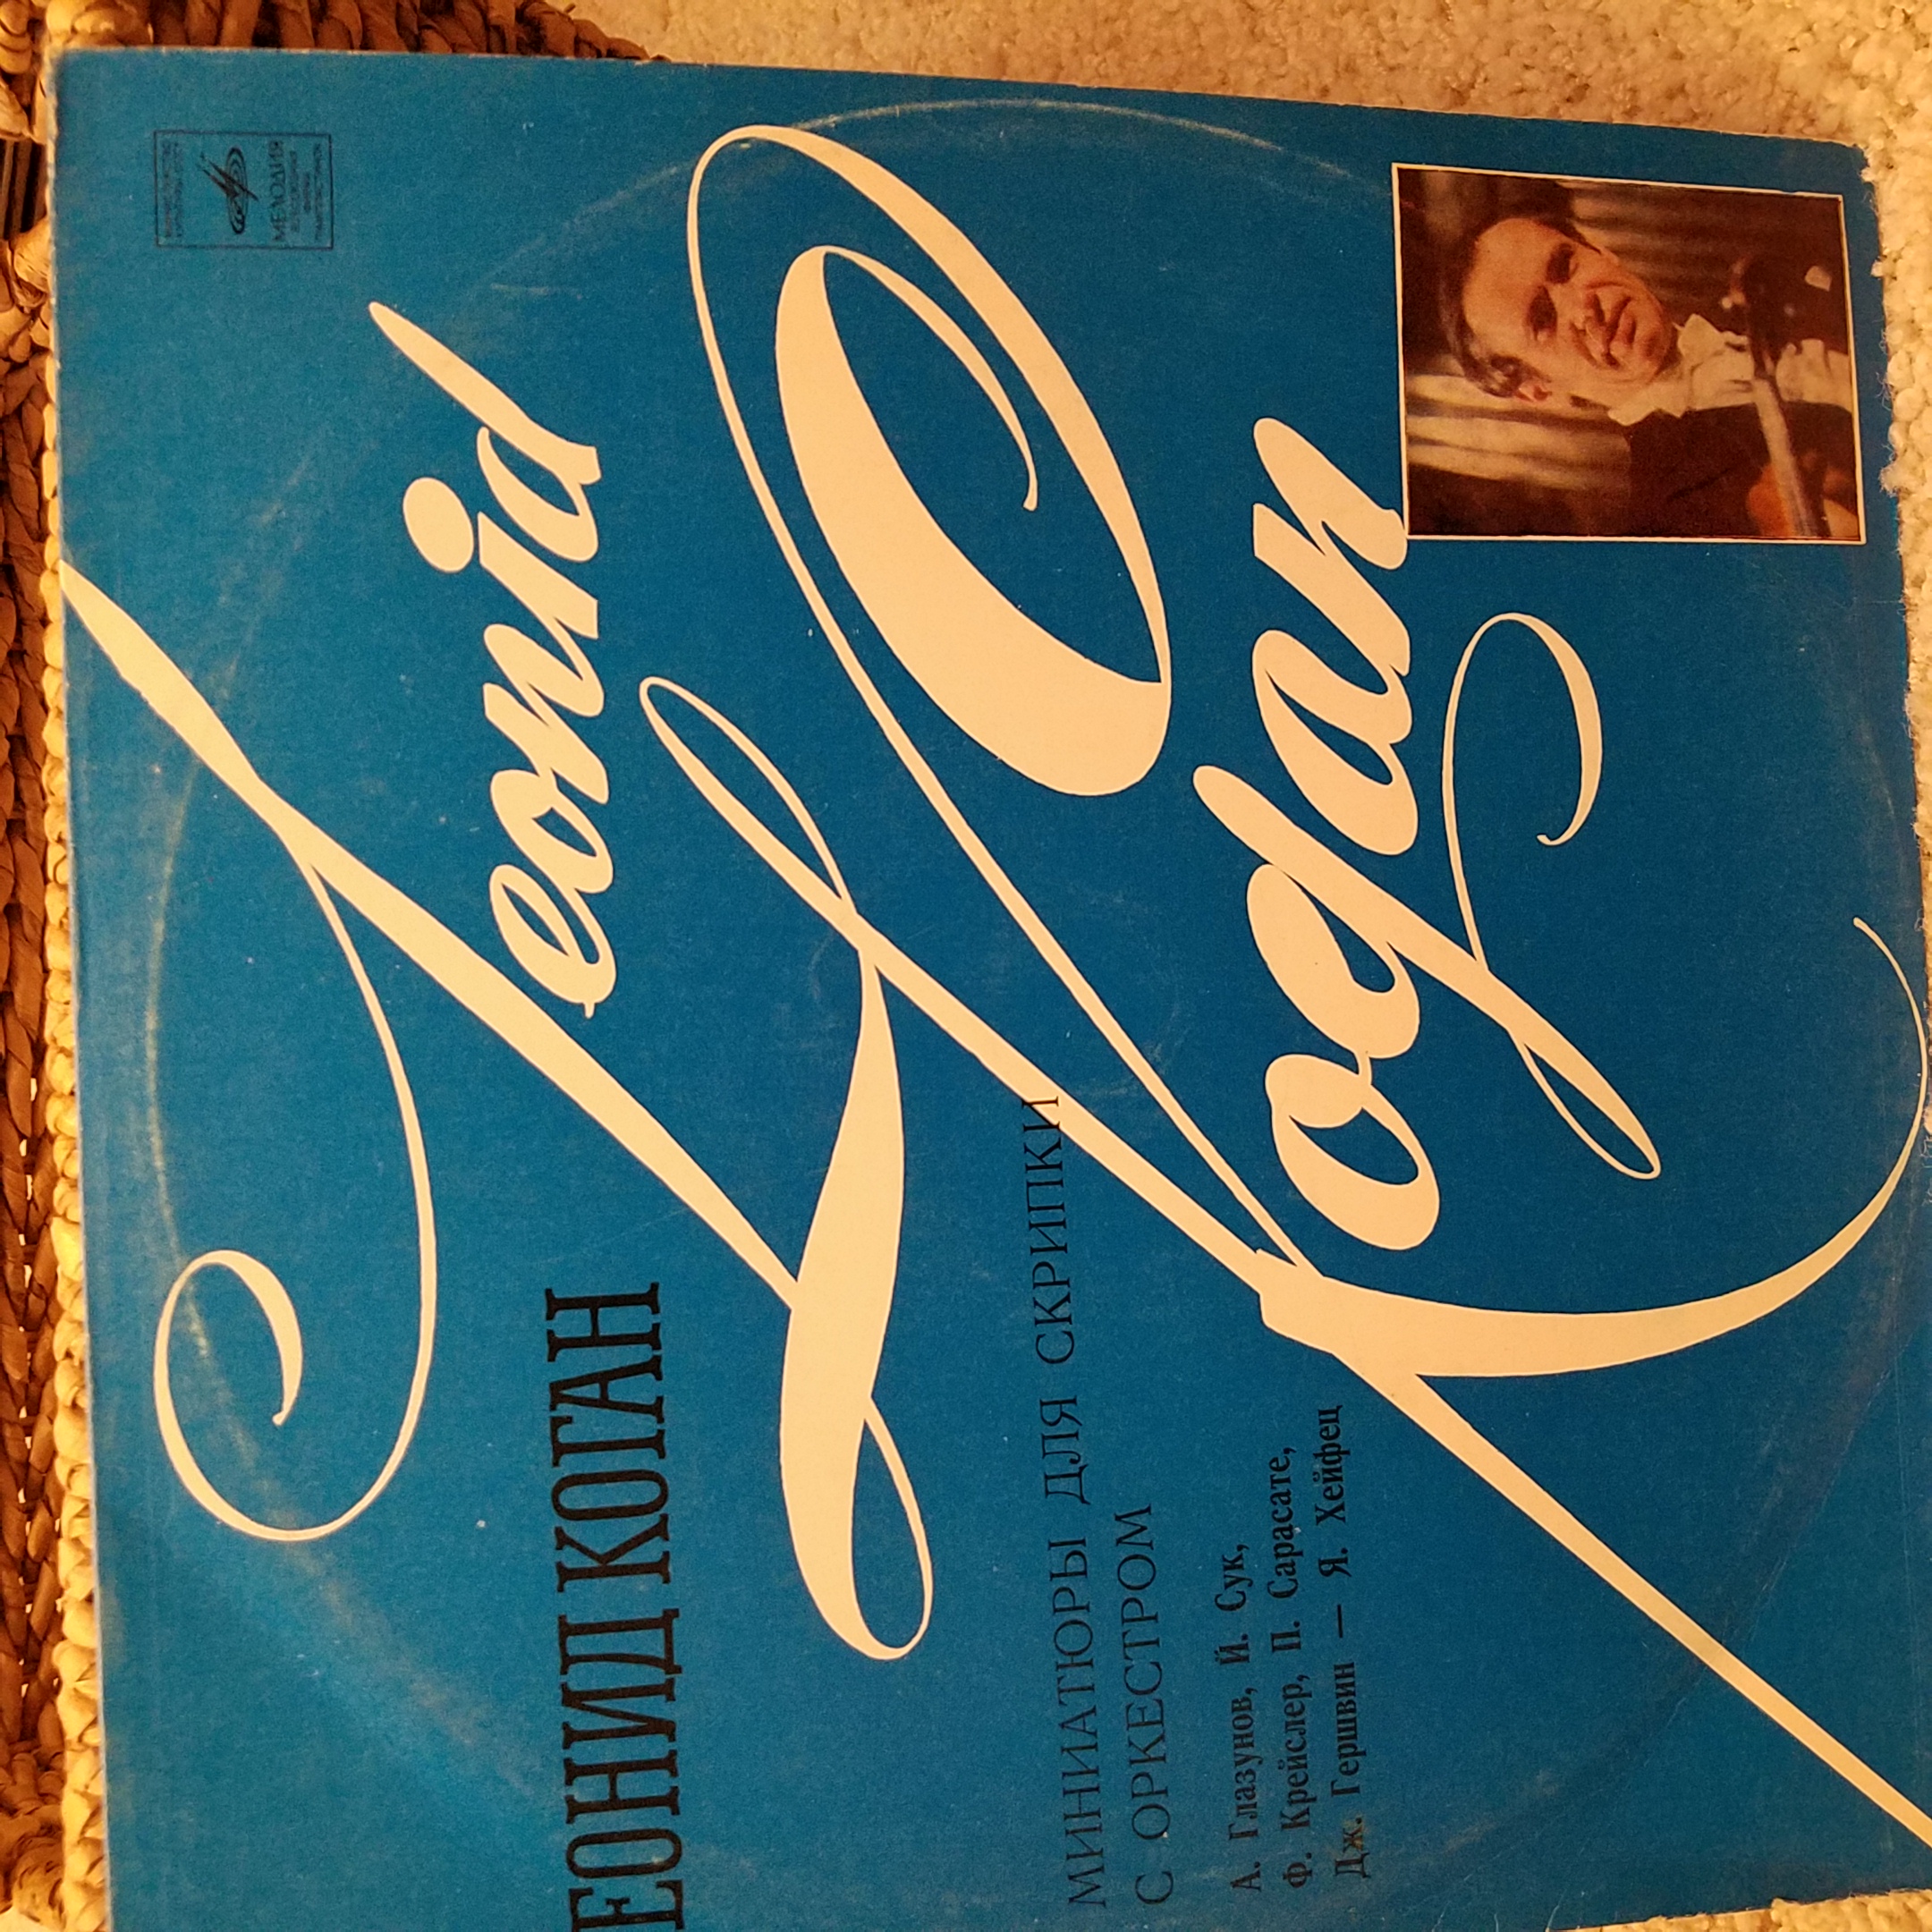 МЕЛОДИЯ
Leonid
Kogan
ЕОНИД КОГАН
МИНИАТЮРЫ ДЛЯ СКРИПКИ
С ОРКЕСТРОМ
А. Глазунов, Й. Сук,
Ф. Крейслер, П. Сарасате,
Дж. Гершвин — Я. Хейфец